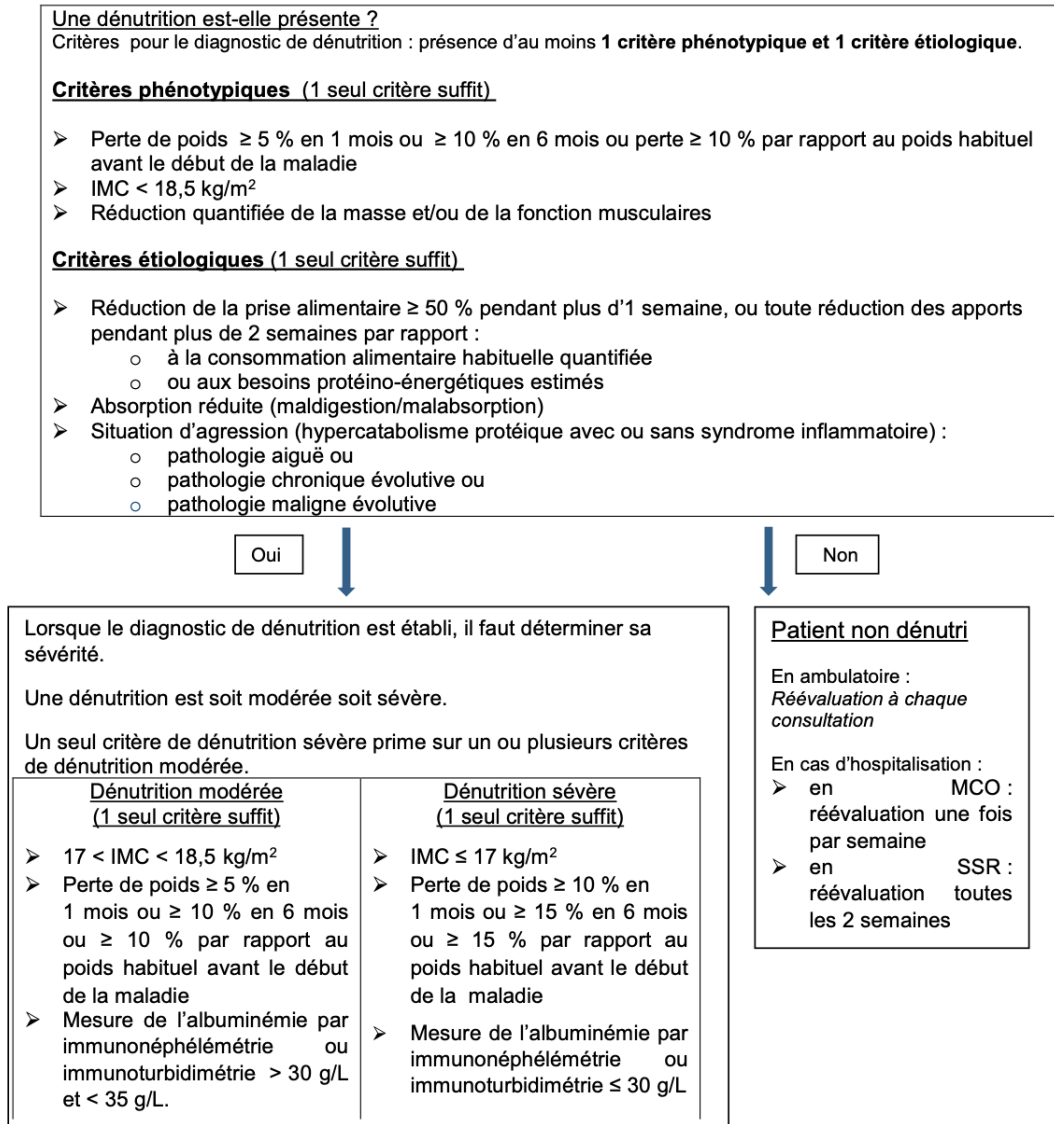 Une dénutrition est-elle présente ?
Critères pour le diagnostic de dénutrition : présence d'au moins 1 critère phénotypique et 1 critère étiologique.
Critères phénotypiques (1 seul critère suffit)
➢ Perte de poids ≥ 5 % en 1 mois ou ≥ 10 % en 6 mois ou perte ≥ 10 % par rapport au poids habituel
avant le début de la maladie
➢ IMC < 18,5 kg/m²
➢ Réduction quantifiée de la masse et/ou de la fonction musculaires
Critères étiologiques (1 seul critère suffit)
➢ Réduction de la prise alimentaire ≥ 50 % pendant plus d'1 semaine, ou toute réduction des apports
pendant plus de 2 semaines par rapport :
o à la consommation alimentaire habituelle quantifiée
o ou aux besoins protéino-énergétiques estimés
➢ Absorption réduite (maldigestion/malabsorption)
➢ Situation d'agression (hypercatabolisme protéique avec ou sans syndrome inflammatoire) :
o pathologie aiguë ou
o pathologie chronique évolutive ou
o pathologie maligne évolutive
Oui
Non
Lorsque le diagnostic de dénutrition est établi, il faut déterminer sa
sévérité.
Une dénutrition est soit modérée soit sévère.
Un seul critère de dénutrition sévère prime sur un ou plusieurs critères
de dénutrition modérée.
Dénutrition modérée
(1 seul critère suffit)
➢ 17 < IMC < 18,5 kg/m²
➢ Perte de poids ≥ 5 % en
1 mois ou ≥ 10 % en 6 mois
ou ≥ 10 % par rapport au
poids habituel avant le début
de la maladie
➢ Mesure de l'albuminémie par
immunonéphélémétrie ou
immunoturbidimétrie > 30 g/L
et < 35 g/L.
Dénutrition sévère
(1 seul critère suffit)
➢ IMC ≤ 17 kg/m²
➢ Perte de poids ≥ 10 % en
1 mois ou ≥ 15 % en 6 mois
ou ≥ 15 % par rapport au
poids habituel avant le début
de la maladie
➢ Mesure de l'albuminémie par
immunonéphélémétrie ou
immunoturbidimétrie ≤ 30 g/L
Patient non dénutri
En ambulatoire :
Réévaluation à chaque
consultation
En cas d'hospitalisation :
➢ en MCO :
réévaluation une fois
par semaine
➢ en SSR :
réévaluation toutes
les 2 semaines